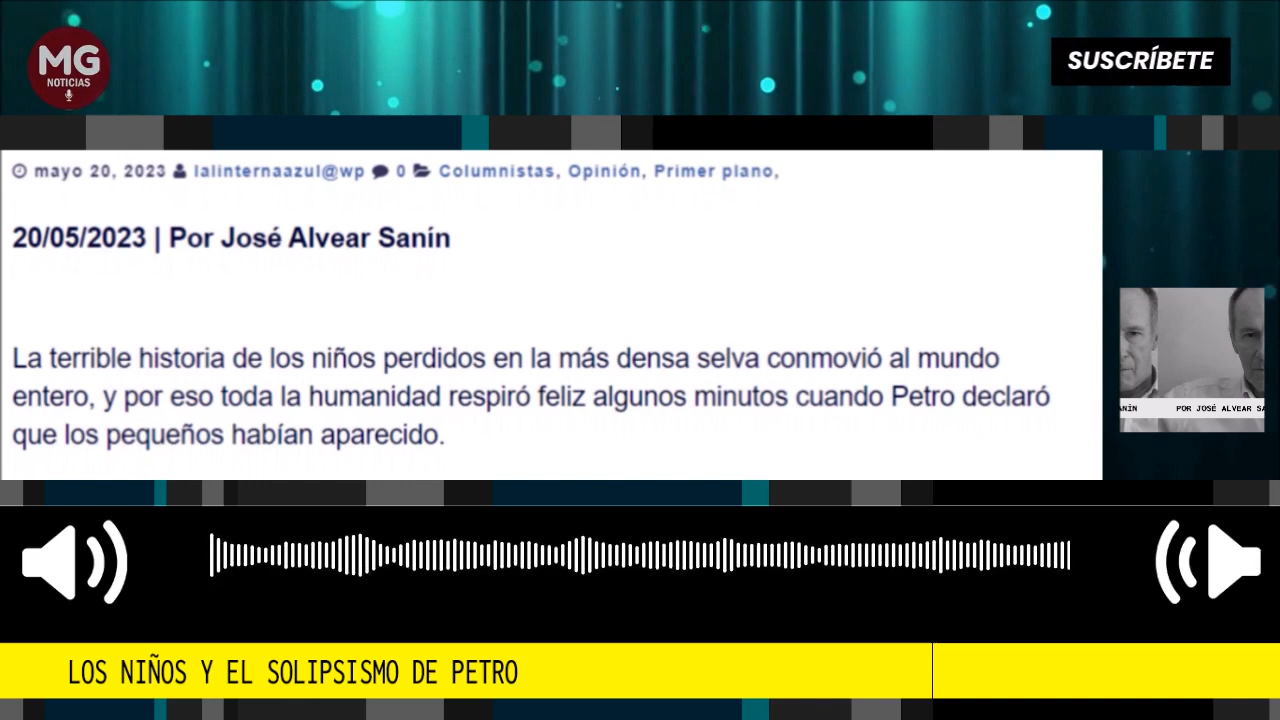 MG
NOTICIAS
SUSCRÍBETE
mayo 20, 2023 lalinternaazul@wp 0 Columnistas, Opinión, Primer plano,
20/05/2023 | Por José Alvear Sanín
La terrible historia de los niños perdidos en la más densa selva conmovió al mundo
entero, y por eso toda la humanidad respiró feliz algunos minutos cuando Petro declaró
que los pequeños habían aparecido.
ANÍN POR JOSÉ ALVEAR SA
LOS NIÑOS Y EL SOLIPSISMO DE PETRO